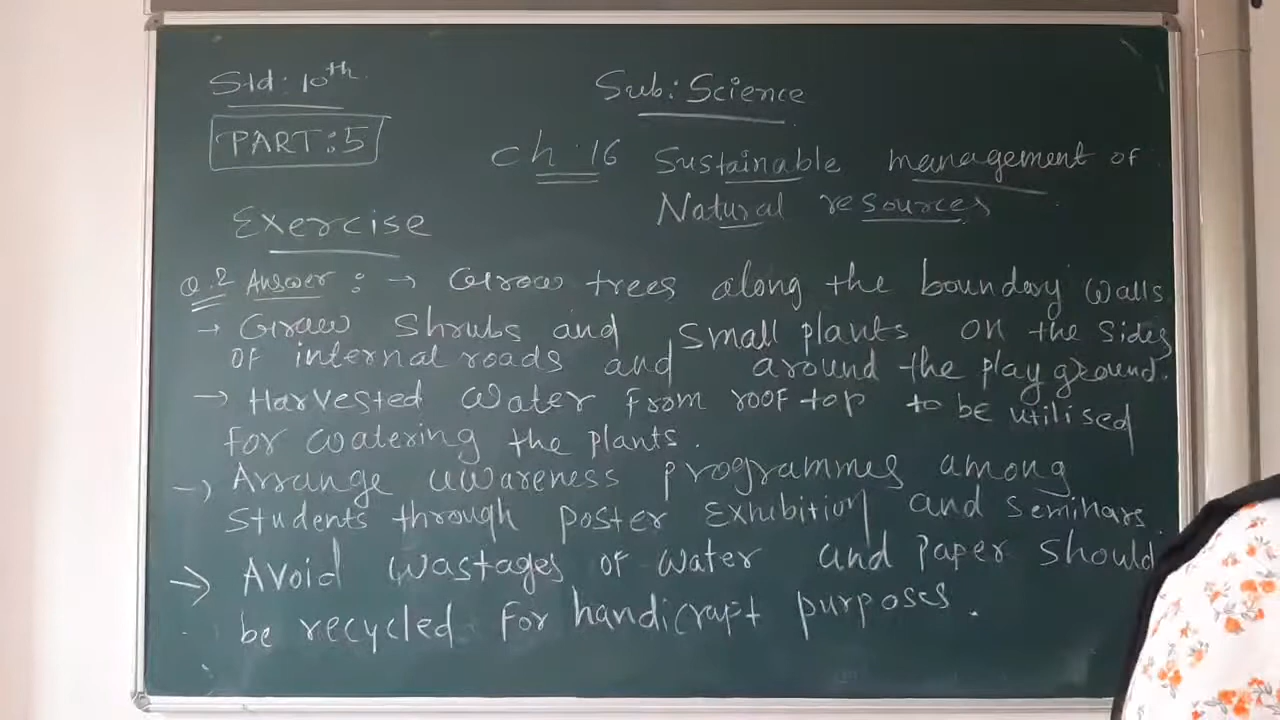 Std: 10th.
Sub: Science
PART: 5
Ch. 16 Sustainable management of
Natural resources
Exercise
Q.2 Answer : → Grow trees along the boundary walls
→ Graw Shrubs and Small plants on the sides
of internal roads and around the play ground.
→ Harvested water from roof top to be utilised
for watering the plants.
→ Arrange awareness programmes among
students through poster Exhibition and seminars.
→ Avoid wastages of water and paper should
be recycled for handicraft purposes.